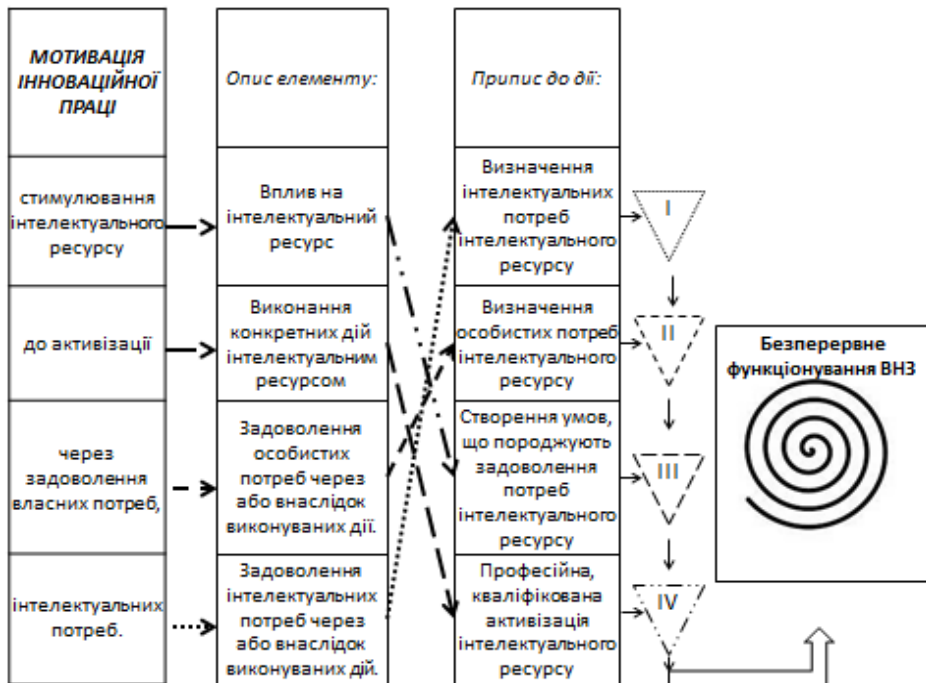 МОТИВАЦІЯ
ІННОВАЦІЙНОЇ
ПРАЦІ
стимулювання
інтелектуального
ресурсу
до активізації
через
задоволення
власних потреб,
інтелектуальних
потреб.
Опис елементу:
Вплив на
інтелектуальний
ресурс
Виконання
конкретних дій
інтелектуальним
ресурсом
Задоволення
особистих
потреб через
або внаслідок
виконуваних дії.
Задоволення
інтелектуальних
потреб через
або внаслідок
виконуваних дій.
Припис до дії:
Визначення
інтелектуальних
потреб
інтелектуального
ресурсу
Визначення
особистих потреб
інтелектуального
ресурсу
Створення умов,
що породжують
задоволення
потреб
інтелектуального
ресурсу
Професійна,
кваліфікована
активізація
інтелектуального
ресурсу
I
II
III
IV
Безперервне
функціонування ВНЗ